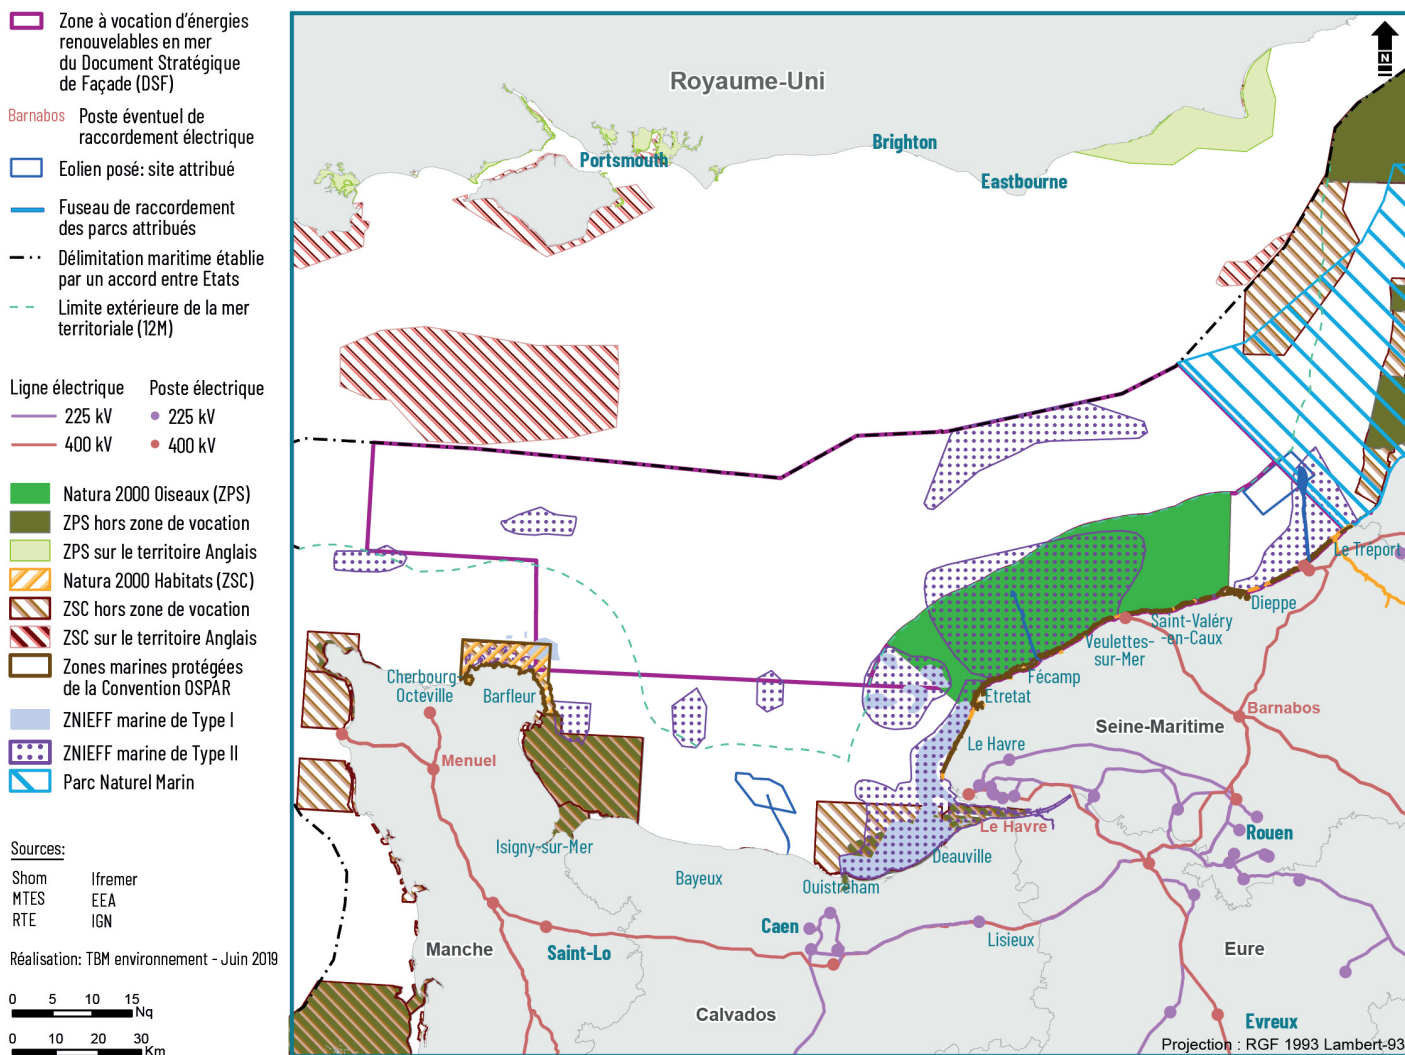 Zone à vocation d'énergies
renouvelables en mer
du Document Stratégique
de Façade (DSF)
Barnabos
Poste éventuel de
raccordement électrique
Eolien posé: site attribué
Fuseau de raccordement
des parcs attribués
Délimitation maritime établie
par un accord entre Etats
Limite extérieure de la mer
territoriale (12M)
Ligne électrique
Poste électrique
225 kV
225 kV
400 kV
400 kV
Natura 2000 Oiseaux (ZPS)
ZPS hors zone de vocation
ZPS sur le territoire Anglais
Natura 2000 Habitats (ZSC)
ZSC hors zone de vocation
ZSC sur le territoire Anglais
Zones marines protégées
de la Convention OSPAR
ZNIEFF marine de Type I
ZNIEFF marine de Type II
Parc Naturel Marin
Sources:
Shom
Ifremer
MTES
EEA
RTE
IGN
Réalisation: TBM environnement - Juin 2019
0 5 10 15
Nq
0 10 20 30
Km
N
Royaume-Uni
Brighton
Portsmouth
Eastbourne
Le Treport
Dieppe
Saint-Valéry
-en-Caux
Veulettes-
sur-Mer
Fécamp
Etretat
Cherbourg-
Octeville
Barfleur
Barnabos
Seine-Maritime
Le Havre
Menuel
Le Havre
Rouen
Isigny-sur-Mer
Deauville
Bayeux
Ouistreham
Caen
Lisieux
Manche
Saint-Lo
Eure
Calvados
Evreux
Projection : RGF 1993 Lambert-93